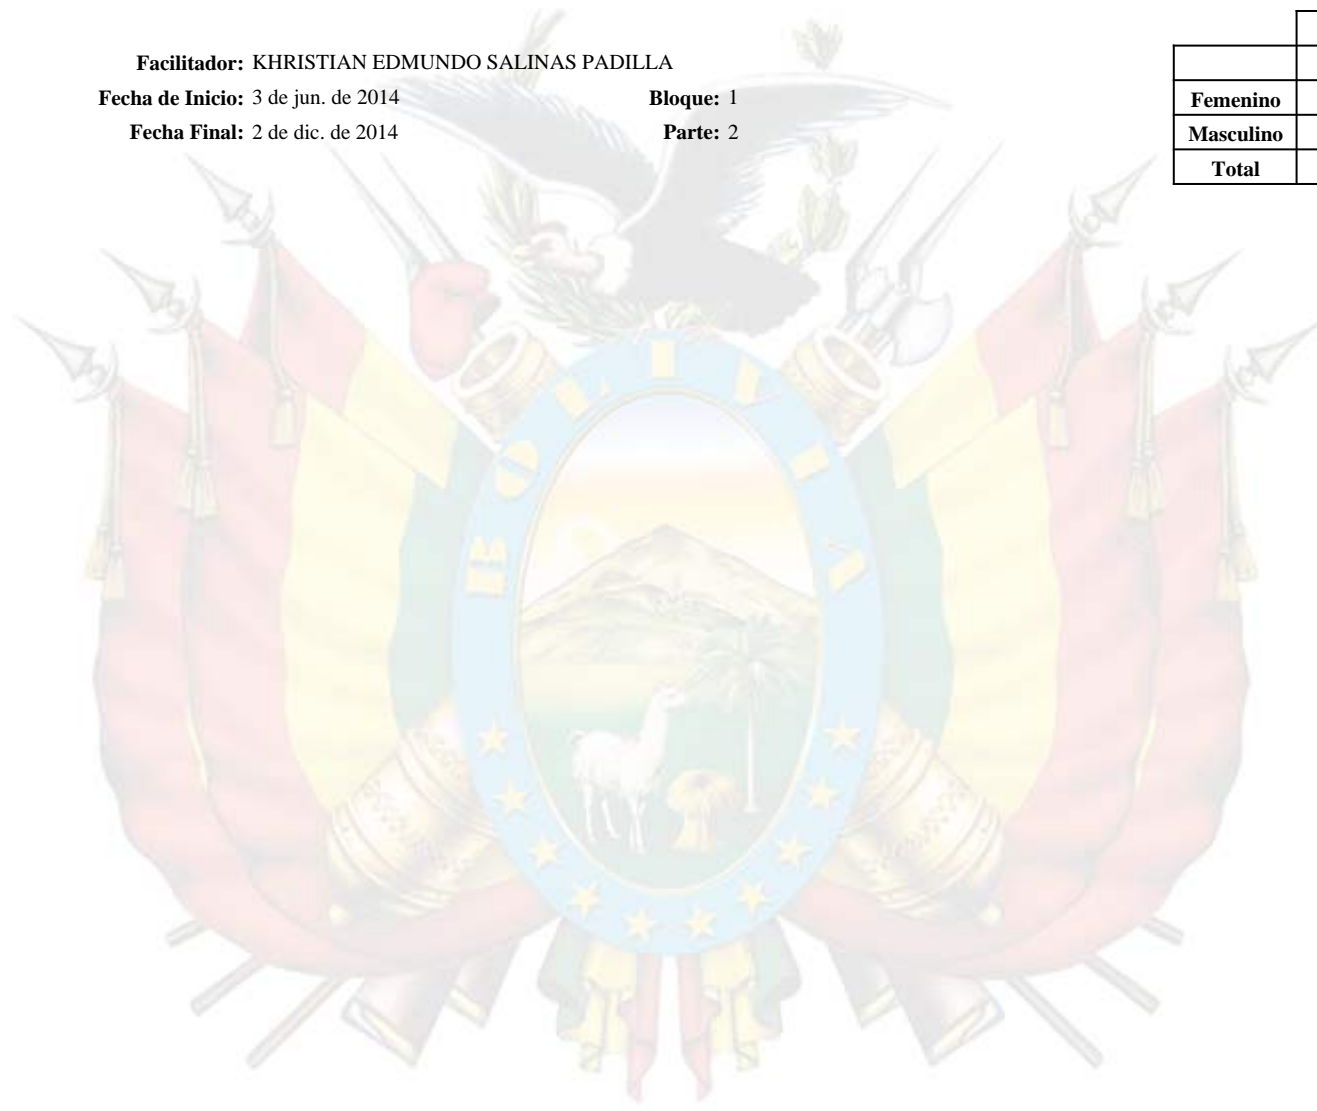 Facilitador: KHRISTIAN EDMUNDO SALINAS PADILLA
Fecha de Inicio: 3 de jun. de 2014 Bloque: 1
Fecha Final: 2 de dic. de 2014 Parte: 2
Femenino
Masculino
Total
BOLIVIA